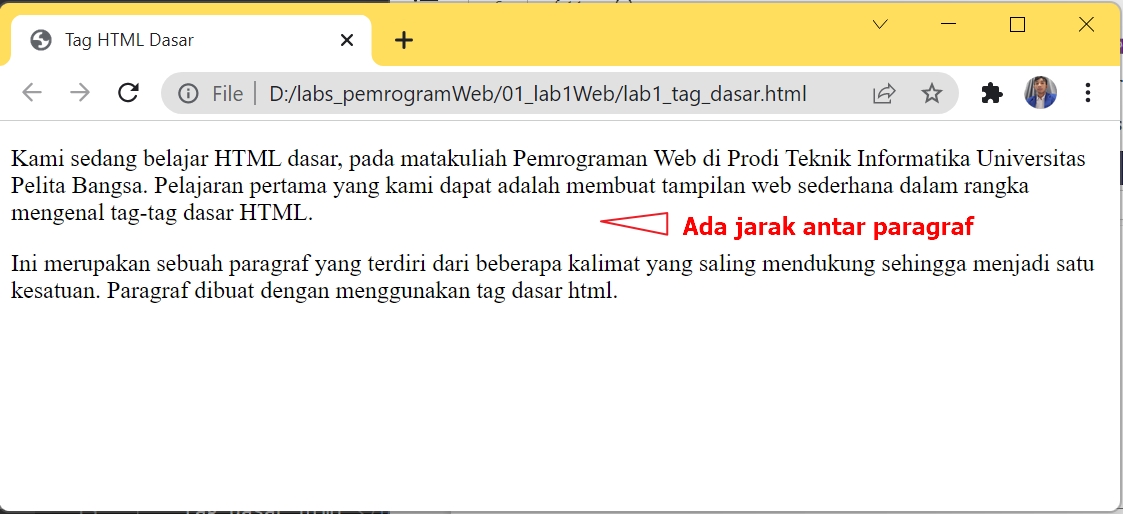 Tag HTML Dasar
File | D:/labs_pemrogramWeb/01_lab1Web/lab1_tag_dasar.html
Kami sedang belajar HTML dasar, pada matakuliah Pemrograman Web di Prodi Teknik Informatika Universitas
Pelita Bangsa. Pelajaran pertama yang kami dapat adalah membuat tampilan web sederhana dalam rangka
mengenal tag-tag dasar HTML.
Ada jarak antar paragraf
Ini merupakan sebuah paragraf yang terdiri dari beberapa kalimat yang saling mendukung sehingga menjadi satu
kesatuan. Paragraf dibuat dengan menggunakan tag dasar html.